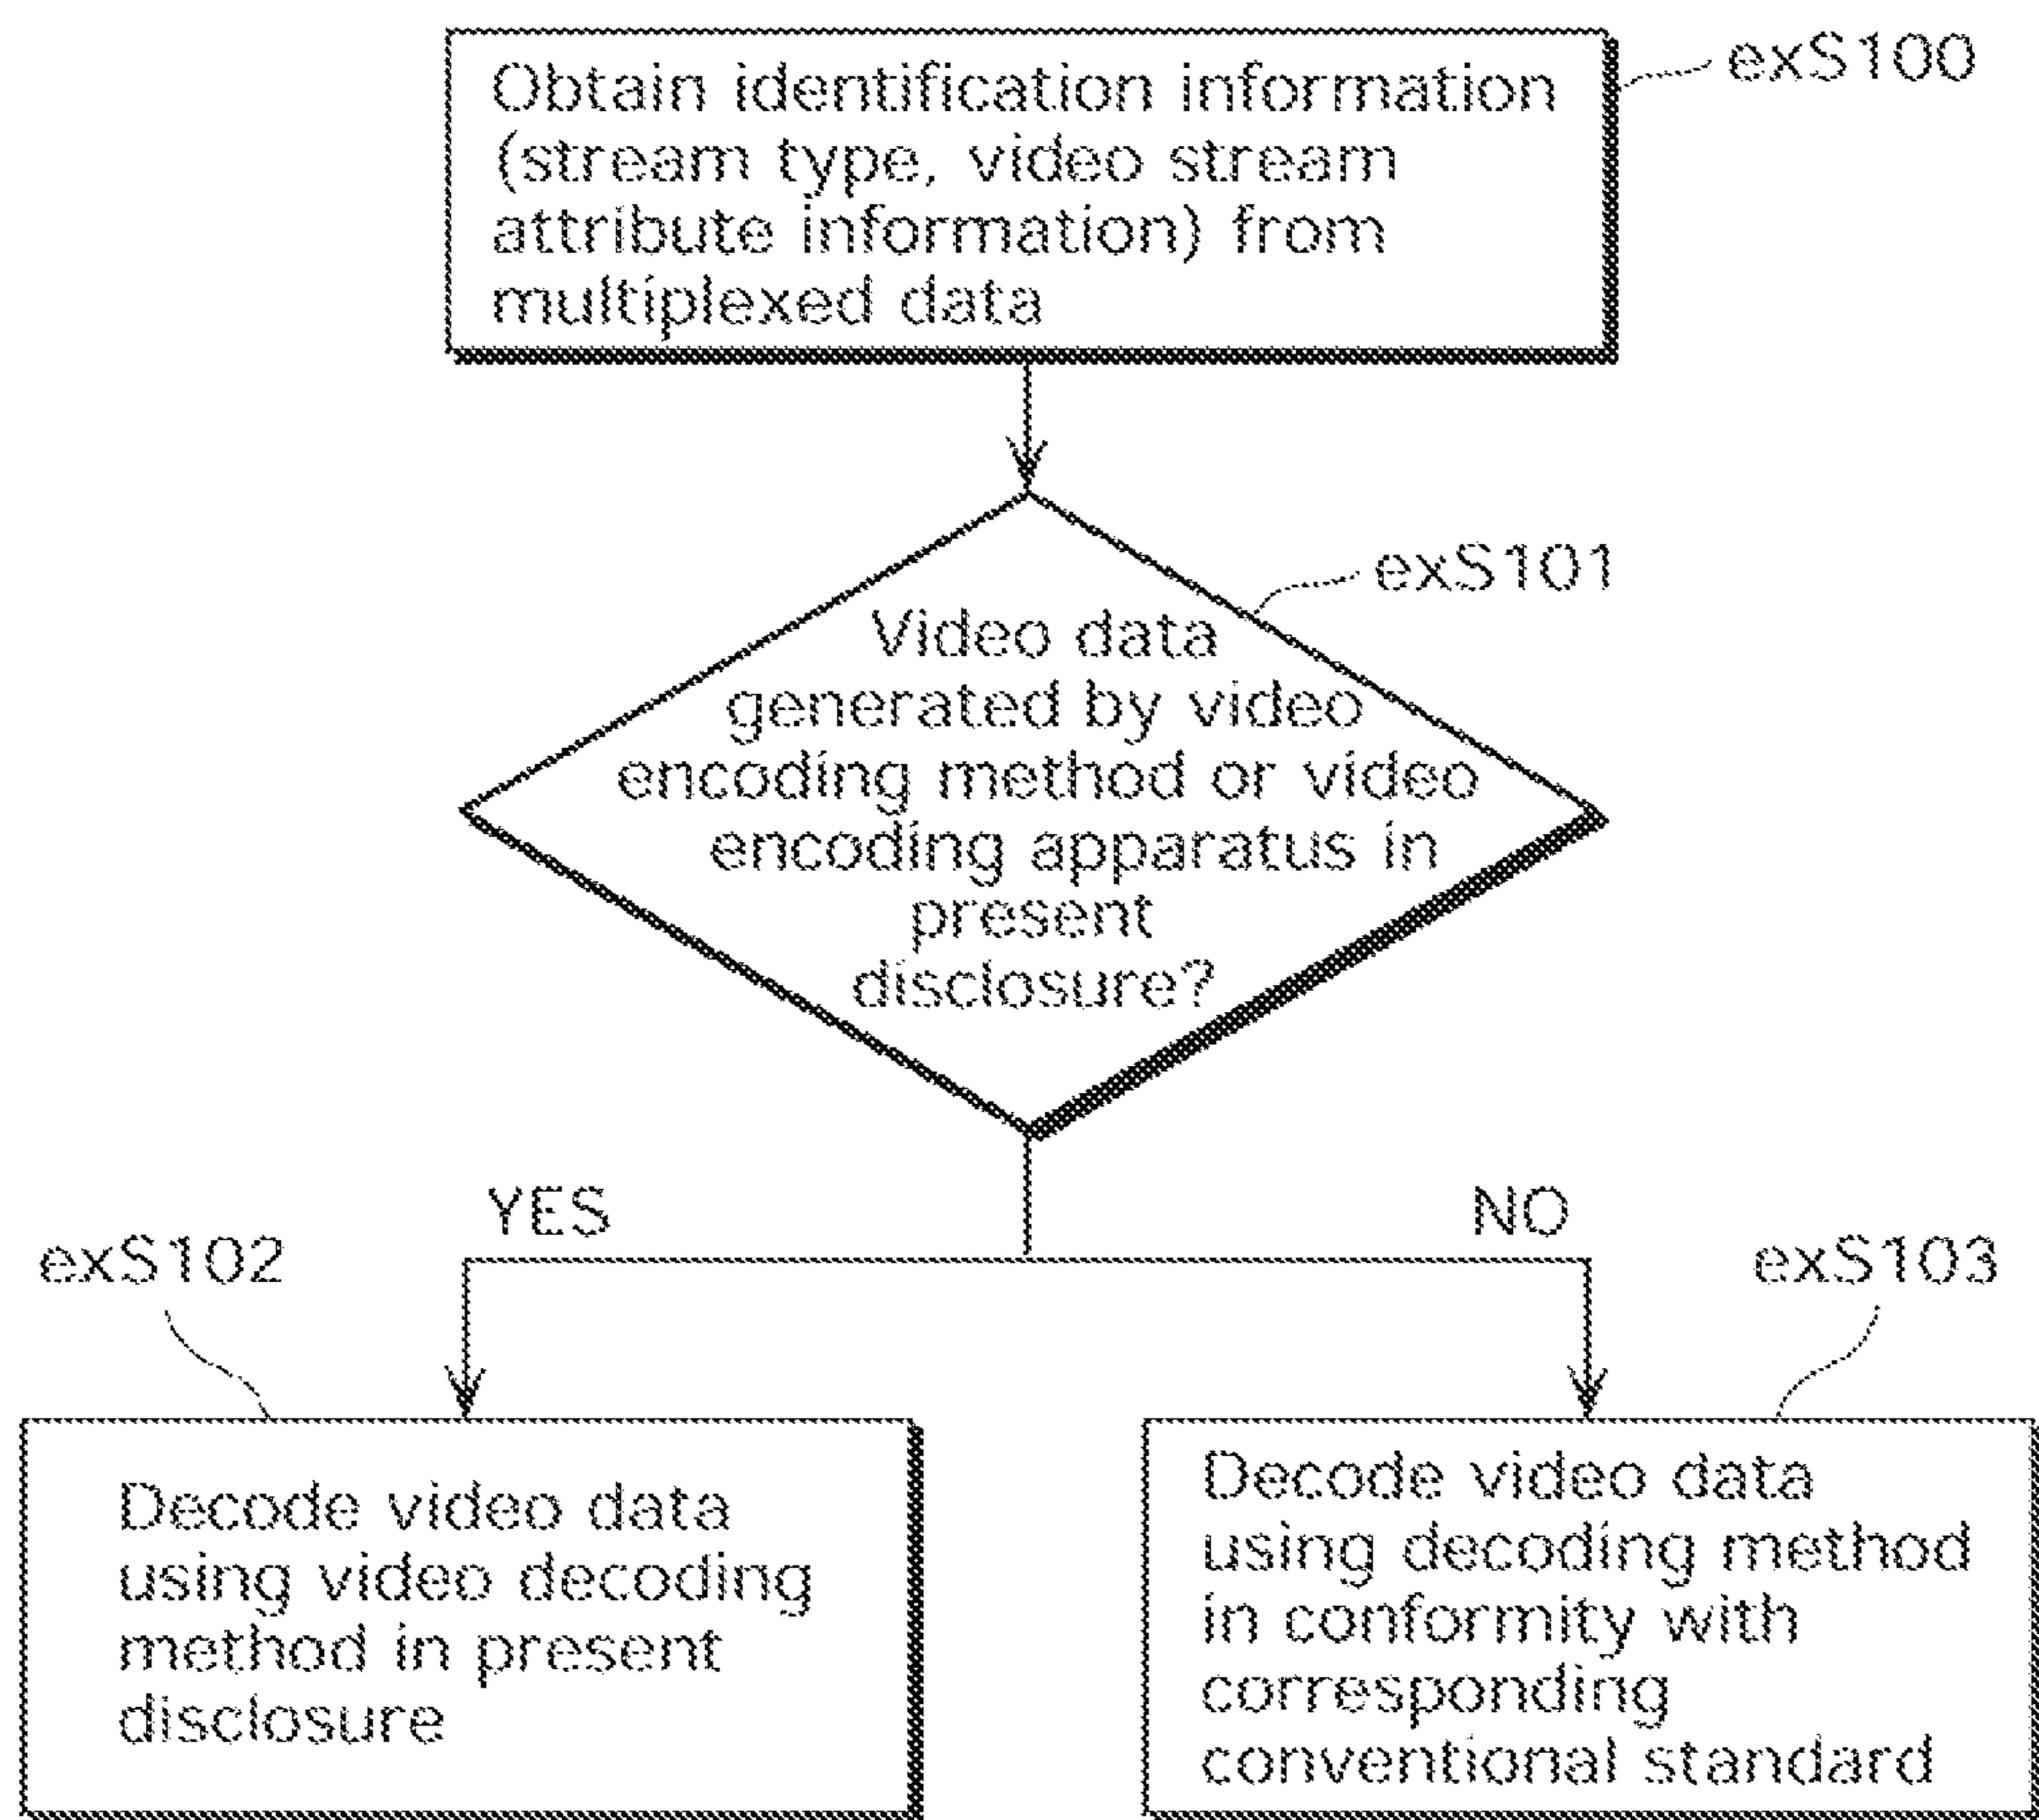 Obtain identification information
(stream type, video stream
attribute information) from
multiplexed data
exS100
exS101
Video data
generated by video
encoding method or video
encoding apparatus in
present
disclosure?
YES
NO
exS102
exS103
Decode video data
using video decoding
method in present
disclosure
Decode video data
using decoding method
in conformity with
corresponding
conventional standard